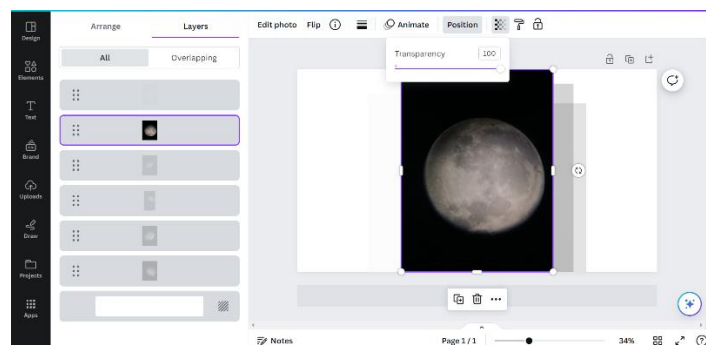 Design
Elements
Text
Brand
Uploads
Draw
Projects
Apps
Arrange
Layers
All
Overlapping
Edit photo
Flip
Animate
Position
Transparency
100
Notes
Page 1 / 1
34%